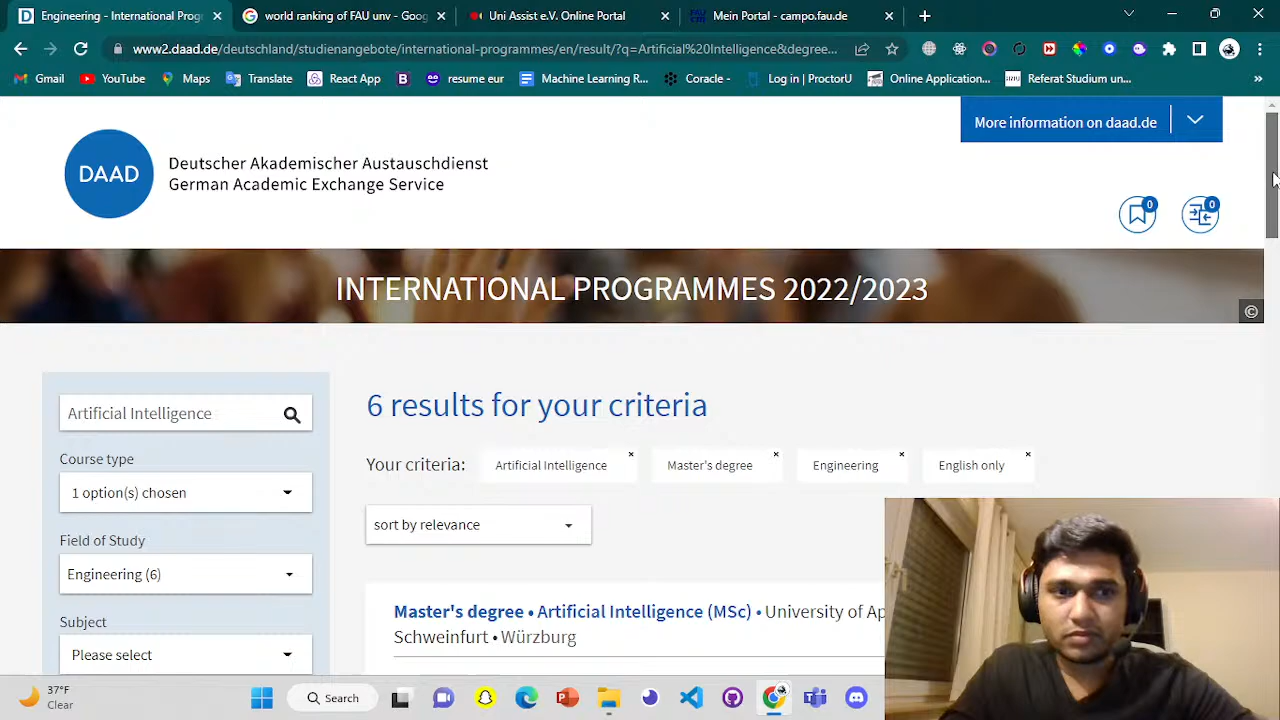 Engineering - International Prog
world ranking of FAU unv - Goog
Uni Assist e.V. Online Portal
Mein Portal - campo.fau.de
www2.daad.de/deutschland/studienangebote/international-programmes/en/result/?q=Artificial%20Intelligence&degree...
Gmail
YouTube
Maps
Translate
React App
resume eur
Machine Learning R...
Coracle -
Log in | ProctorU
Online Application...
Referat Studium un...
»
More information on daad.de
DAAD
Deutscher Akademischer Austauschdienst
German Academic Exchange Service
0
0
INTERNATIONAL PROGRAMMES 2022/2023
©
Artificial Intelligence
Course type
1 option(s) chosen
Field of Study
Engineering (6)
Subject
Please select
6 results for your criteria
Your criteria:
Artificial Intelligence
Master's degree
Engineering
English only
sort by relevance
Master's degree • Artificial Intelligence (MSc) • University of Ap
Schweinfurt • Würzburg
37°F
Clear
Search